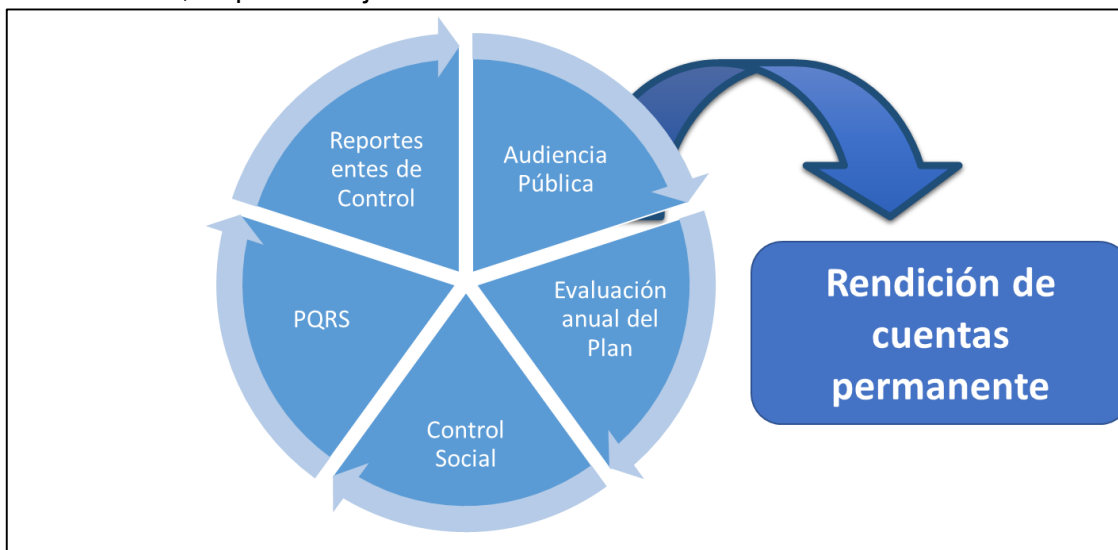 Reportes
entes de
Control
Audiencia
Pública
Evaluación
anual del
Plan
Control
Social
PQRS
Rendición de
cuentas
permanente